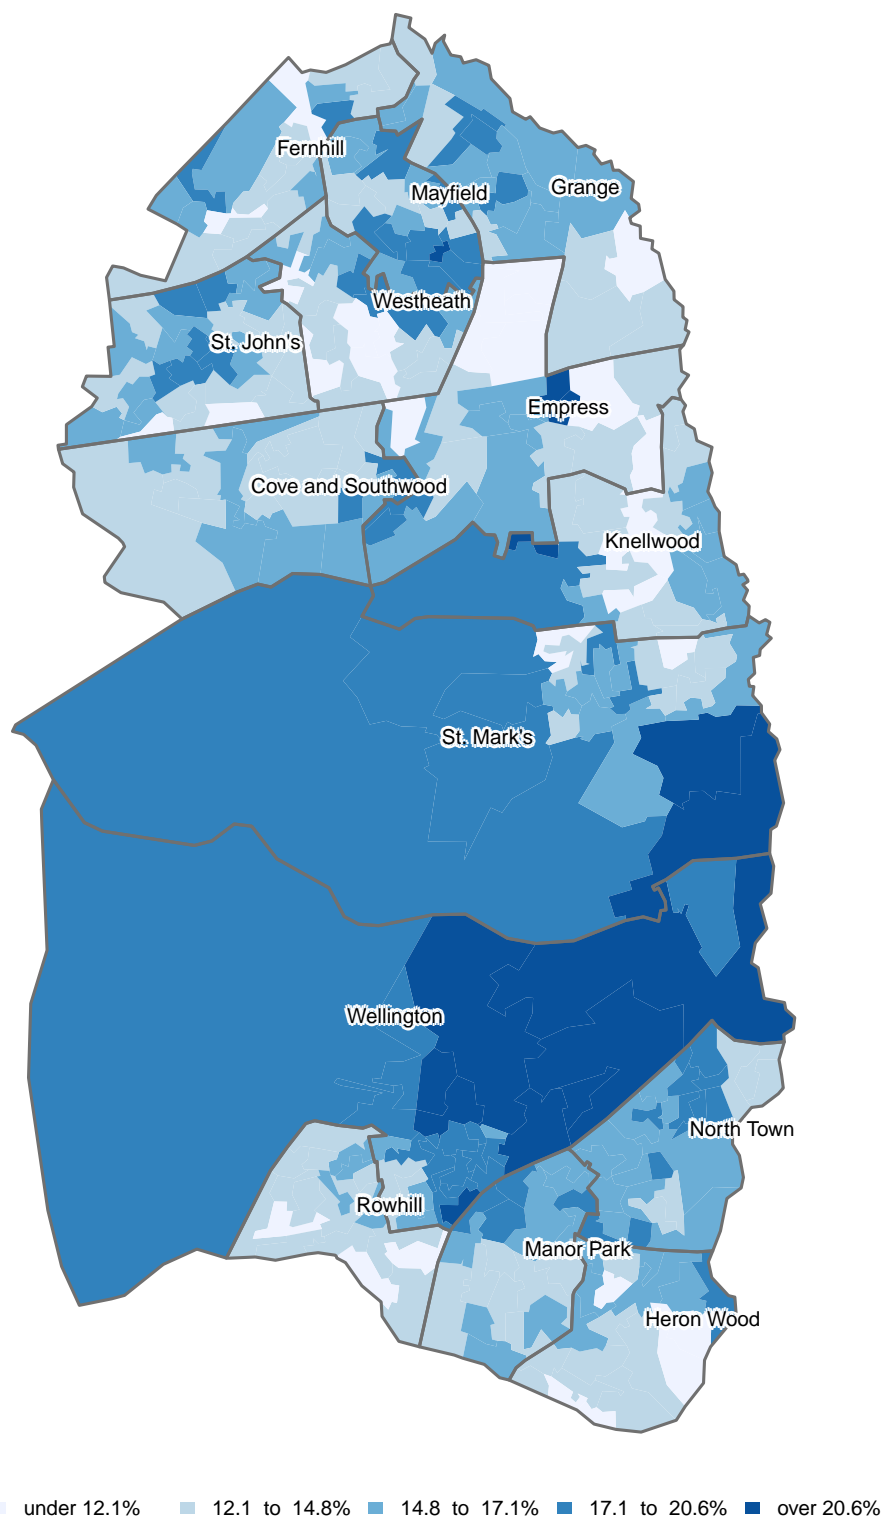 Fernhill
Mayfield
Grange
Westheath
St. John's
Empress
Cove and Southwood
Knellwood
St. Mark's
Wellington
North Town
Rowhill
Manor Park
Heron Wood
under 12.1% 12.1 to 14.8% 14.8 to 17.1% 17.1 to 20.6% over 20.6%